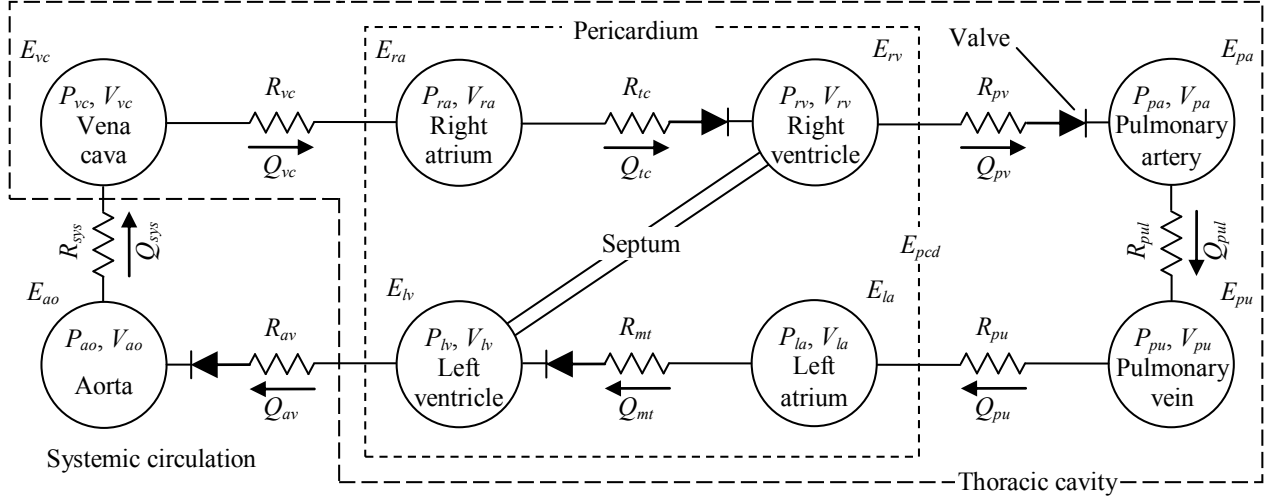 Pericardium
Valve
E_vc
E_ra
E_rv
E_pa
P_vc, V_vc
Vena
cava
R_vc
Q_vc
P_ra, V_ra
Right
atrium
R_tc
Q_tc
P_rv, V_rv
Right
ventricle
R_pv
Q_pv
P_pa, V_pa
Pulmonary
artery
R_sys
Q_sys
Septum
E_pcd
R_pul
Q_pul
E_ao
E_lv
E_la
E_pu
P_ao, V_ao
Aorta
R_av
Q_av
P_lv, V_lv
Left
ventricle
R_mt
Q_mt
P_la, V_la
Left
atrium
R_pu
Q_pu
P_pu, V_pu
Pulmonary
vein
Systemic circulation
Thoracic cavity